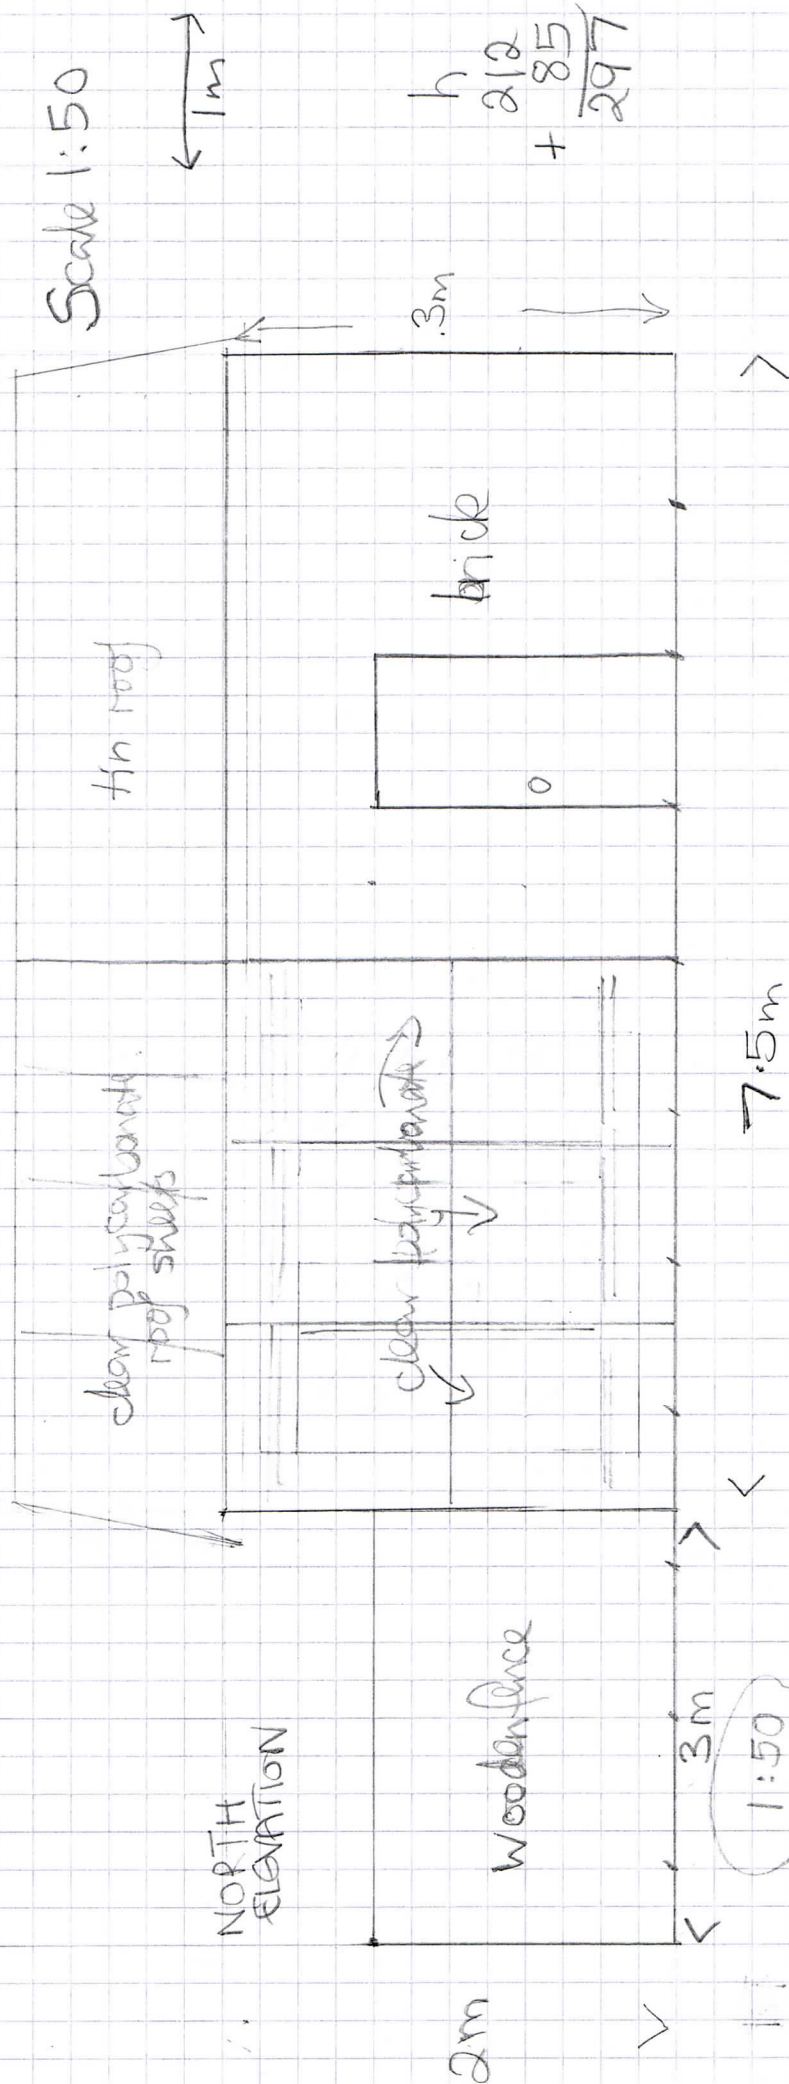 Scale 1:50
1m
h
212
+ 85
297
tin roof
clear polycarbonate
roof sheets
3m
brick
clear polycarbonate
NORTH
ELEVATION
Wooden fence
2m
3m
7.5m
1:50